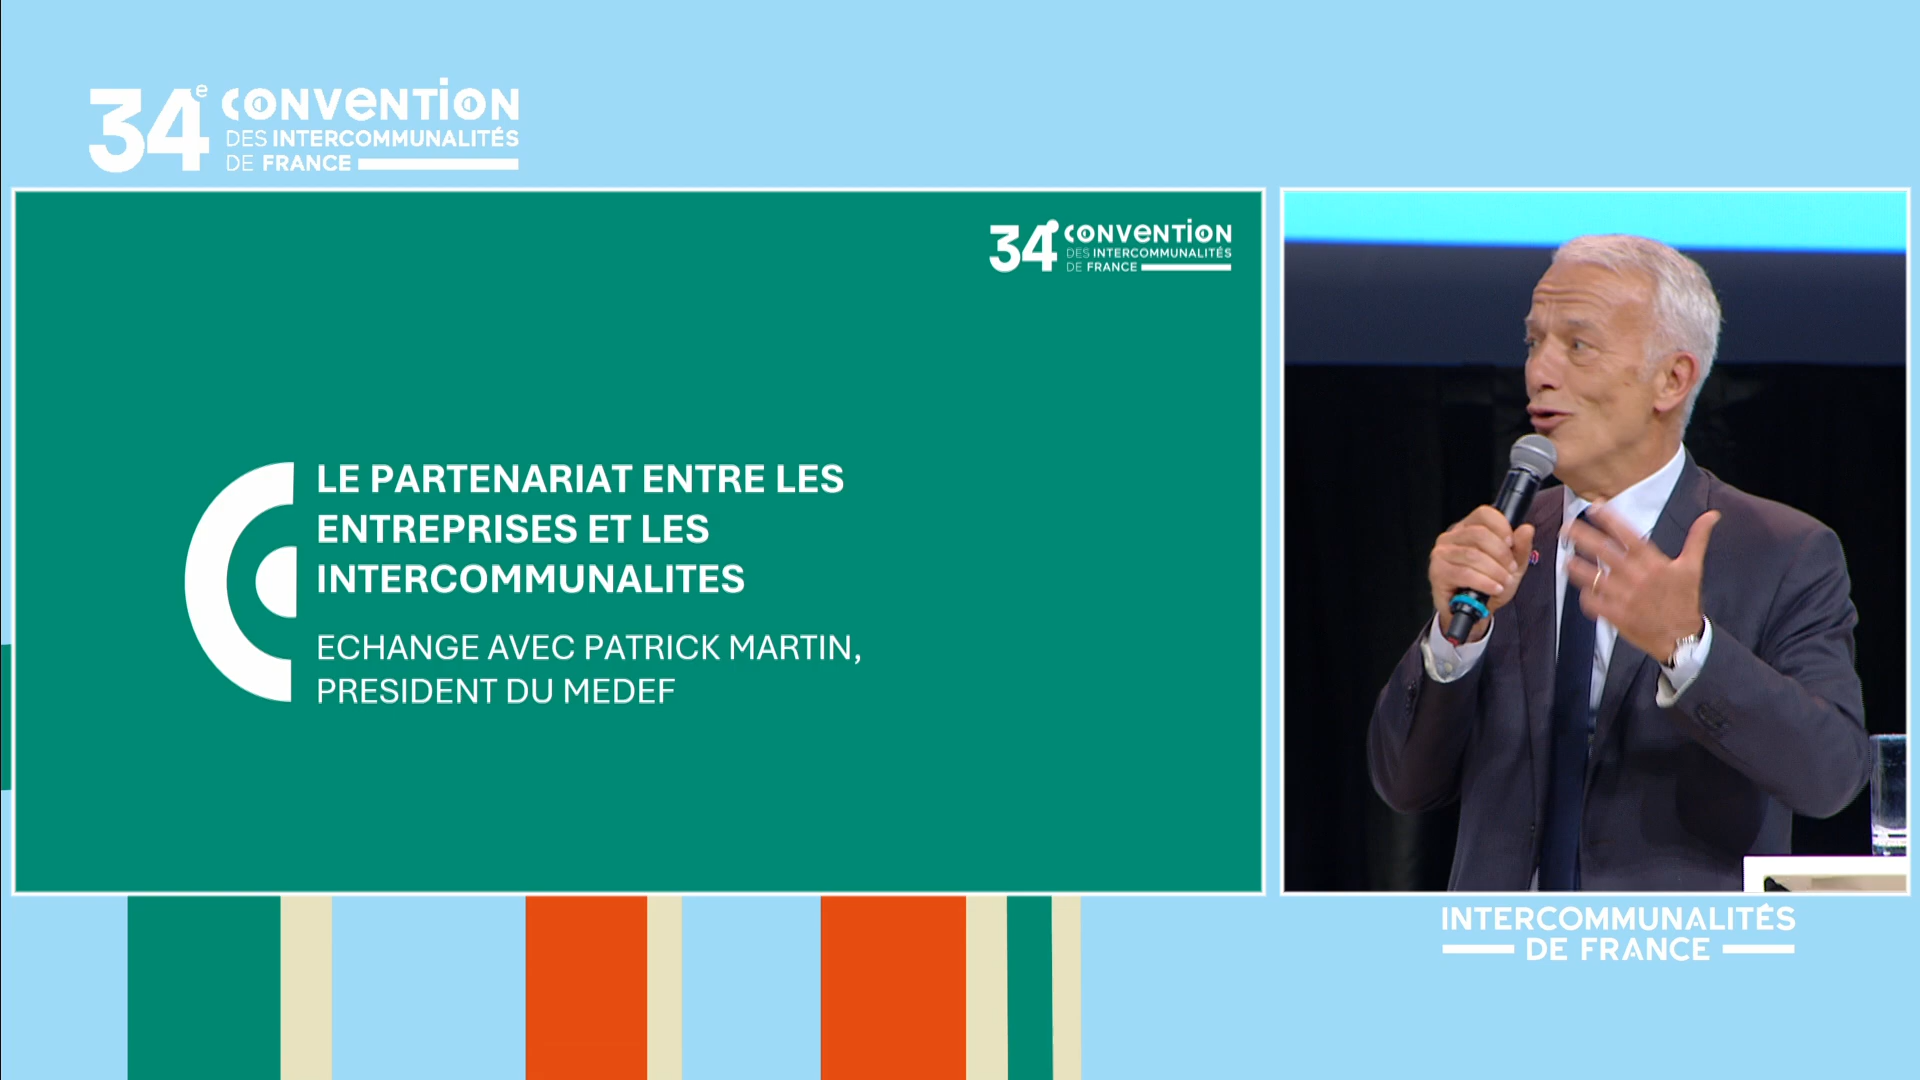 34e CONVENTION
DES INTERCOMMUNALITÉS
DE FRANCE
34e CONVENTION
DES INTERCOMMUNALITÉS
DE FRANCE
LE PARTENARIAT ENTRE LES
ENTREPRISES ET LES
INTERCOMMUNALITES
ECHANGE AVEC PATRICK MARTIN,
PRESIDENT DU MEDEF
INTERCOMMUNALITÉS
DE FRANCE